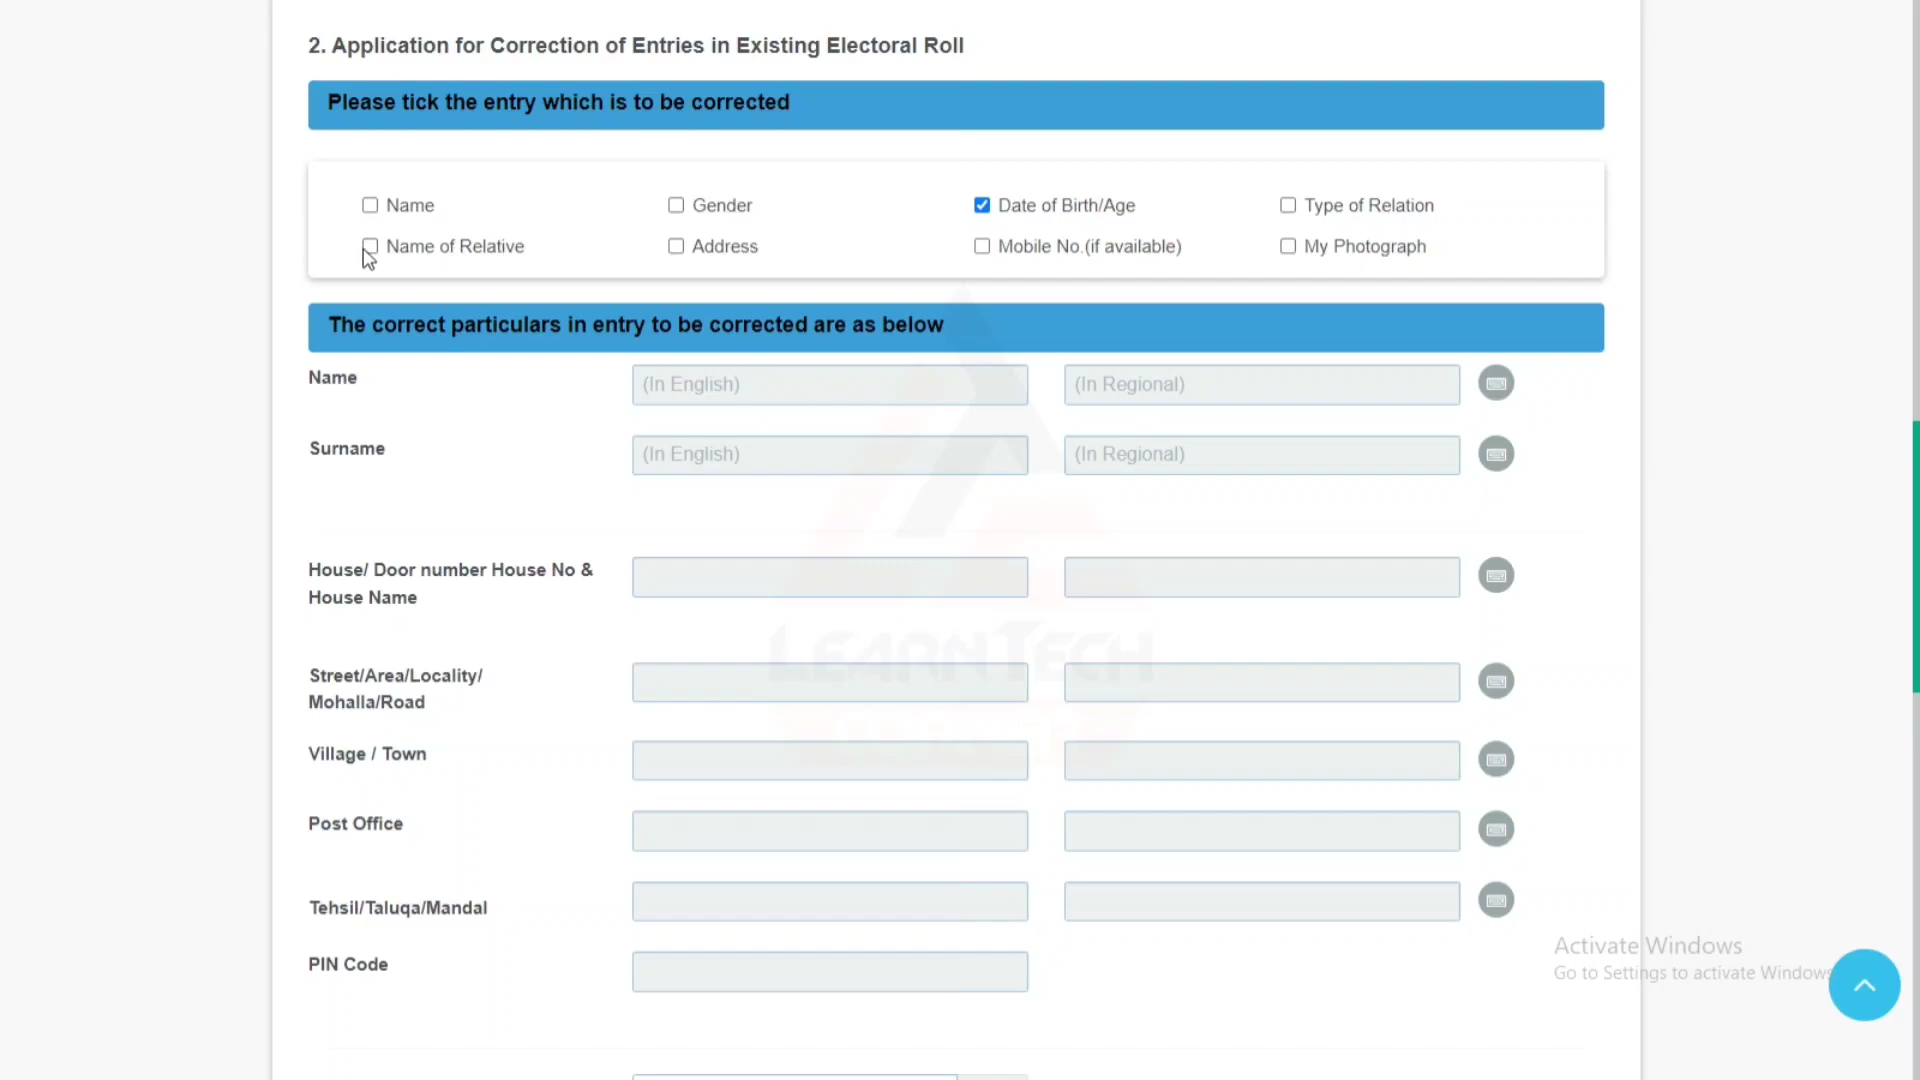 2. Application for Correction of Entries in Existing Electoral Roll
Please tick the entry which is to be corrected
Name
Gender
Date of Birth/Age
Type of Relation
Name of Relative
Address
Mobile No.(if available)
My Photograph
The correct particulars in entry to be corrected are as below
Name
(In English)
(In Regional)
Surname
(In English)
(In Regional)
House/ Door number House No &
House Name
Street/Area/Locality/
Mohalla/Road
LEARN TECH
Village / Town
Post Office
Tehsil/Taluqa/Mandal
PIN Code
Activate Windows
Go to Settings to activate Windows